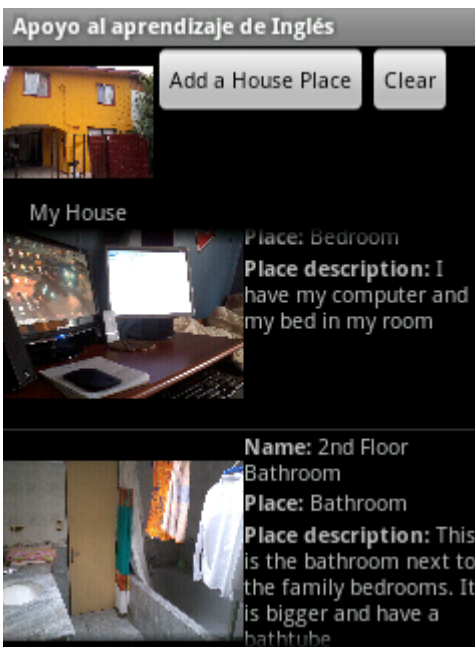 Apoyo al aprendizaje de Inglés
Add a House Place
Clear
My House
Place: Bedroom
Place description: I
have my computer and
my bed in my room
Name: 2nd Floor
Bathroom
Place: Bathroom
Place description: This
is the bathroom next to
the family bedrooms. It
is bigger and have a
bathtube